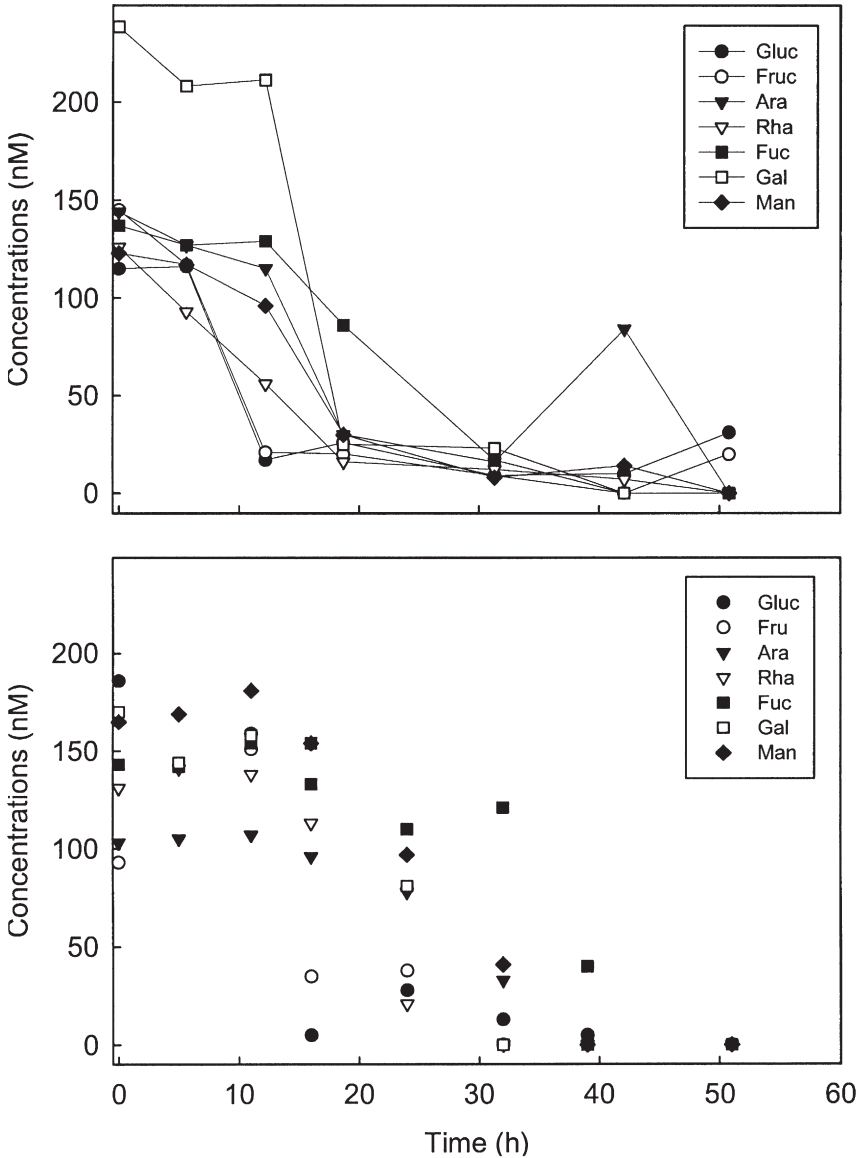 Concentrations (nM)
200
150
100
50
0
Gluc
Fruc
Ara
Rha
Fuc
Gal
Man
Concentrations (nM)
200
150
100
50
0
Gluc
Fru
Ara
Rha
Fuc
Gal
Man
0 10 20 30 40 50 60
Time (h)